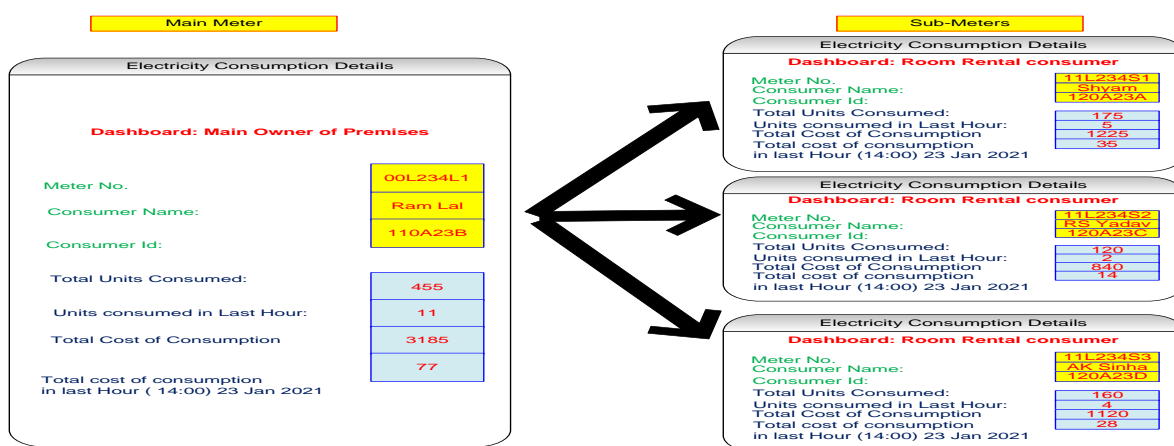 Main Meter
Electricity Consumption Details
Dashboard: Main Owner of Premises
Meter No. 00L234L1
Consumer Name: Ram Lal
Consumer Id: 110A23B
Total Units Consumed: 455
Units consumed in Last Hour: 11
Total Cost of Consumption 3185
Total cost of consumption 77
in last Hour ( 14:00) 23 Jan 2021
Sub-Meters
Electricity Consumption Details
Dashboard: Room Rental consumer
Meter No. 11L234S1
Consumer Name: Shyam
Consumer Id: 120A23A
Total Units Consumed: 175
Units consumed in Last Hour: 5
Total Cost of Consumption 1225
Total cost of consumption 35
in last Hour (14:00) 23 Jan 2021
Electricity Consumption Details
Dashboard: Room Rental consumer
Meter No. 11L234S2
Consumer Name: RS Yadav
Consumer Id: 120A23C
Total Units Consumed: 120
Units consumed in Last Hour: 2
Total Cost of Consumption 840
Total cost of consumption 14
in last Hour (14:00) 23 Jan 2021
Electricity Consumption Details
Dashboard: Room Rental consumer
Meter No. 11L234S3
Consumer Name: AK Sinha
Consumer Id: 120A23D
Total Units Consumed: 160
Units consumed in Last Hour: 4
Total Cost of Consumption 1120
Total cost of consumption 28
in last Hour (14:00) 23 Jan 2021